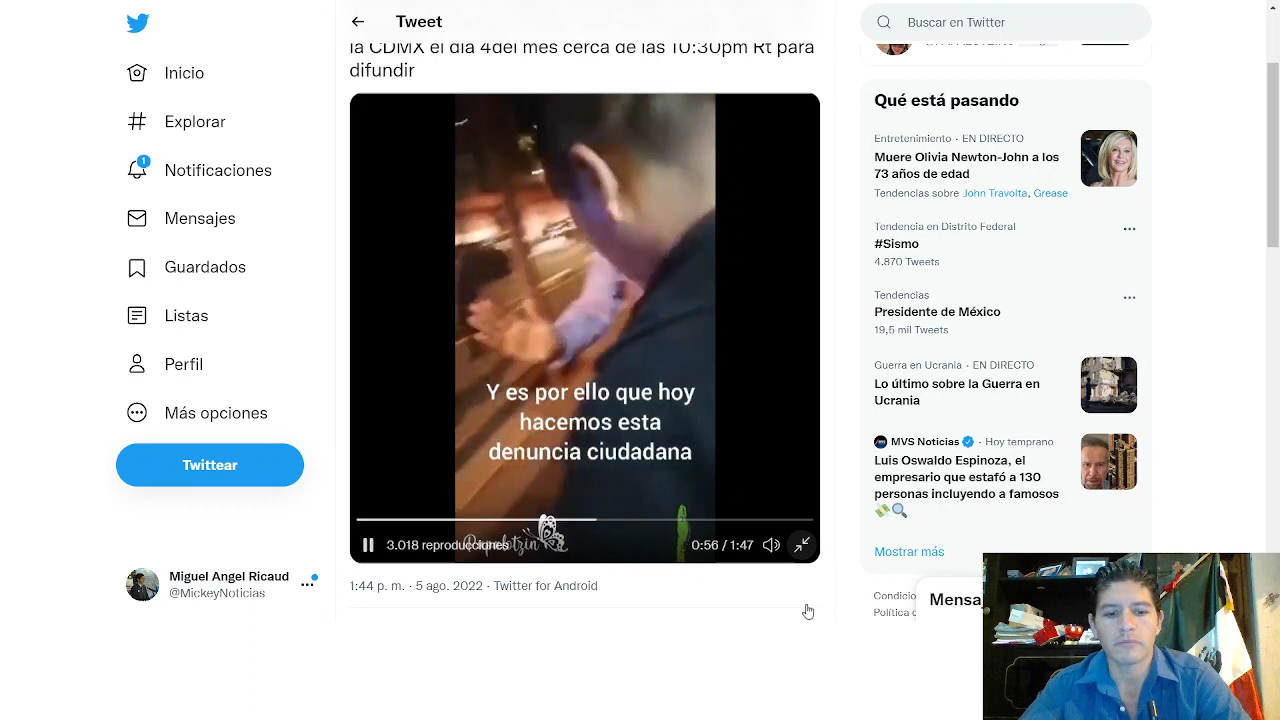 Inicio
Explorar
1
Notificaciones
Mensajes
Guardados
Listas
Perfil
Más opciones
Twittear
Miguel Angel Ricaud
@MickeyNoticias
Tweet
la CDMX el día 4del mes cerca de las 10:30pm Rt para
difundir
Y es por ello que hoy
hacemos esta
denuncia ciudadana
Papalotzin
3.018 reproducciones
0:56 / 1:47
1:44 p. m. · 5 ago. 2022 · Twitter for Android
Buscar en Twitter
Qué está pasando
Entretenimiento · EN DIRECTO
Muere Olivia Newton-John a los
73 años de edad
Tendencias sobre John Travolta, Grease
Tendencia en Distrito Federal
#Sismo
4.870 Tweets
Tendencias
Presidente de México
19,5 mil Tweets
Guerra en Ucrania · EN DIRECTO
Lo último sobre la Guerra en
Ucrania
MVS Noticias · Hoy temprano
Luis Oswaldo Espinoza, el
empresario que estafó a 130
personas incluyendo a famosos
Mostrar más
Condicio
Política c
Mensa